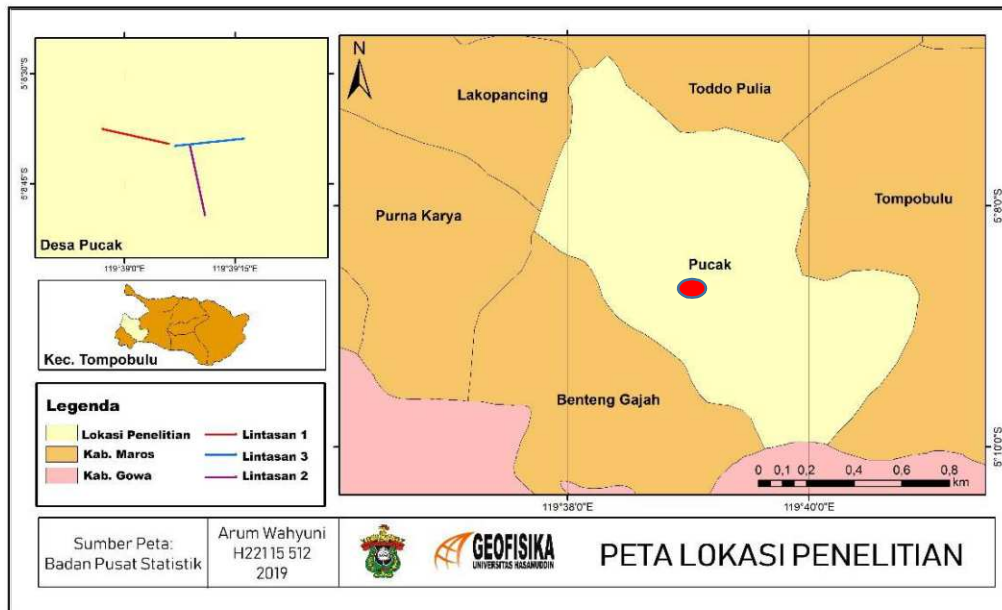 5°8'30"S
5°8'45"S
Desa Pucak
119°39'0"E
119°39'15"E
Kec. Tompobulu
Legenda
Lokasi Penelitian
Kab. Maros
Kab. Gowa
Lintasan 1
Lintasan 3
Lintasan 2
N
Lakopancing
Toddo Pulia
Purna Karya
Tompobulu
Pucak
Benteng Gajah
5°8'0"S
5°10'0"S
0 0,1 0,2 0,4 0,6 0,8
km
119°38'0"E
119°40'0"E
Sumber Peta:
Badan Pusat Statistik
Arum Wahyuni
H22115 512
2019
GEOFISIKA
UNIVERSITAS HASANUDDIN
PETA LOKASI PENELITIAN